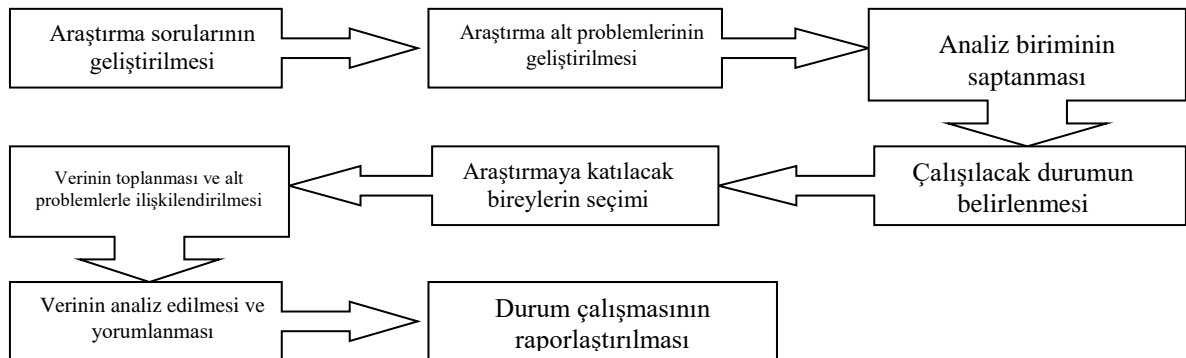 Araştırma sorularının
geliştirilmesi
Araştırma alt problemlerinin
geliştirilmesi
Analiz biriminin
saptanması
Çalışılacak durumun
belirlenmesi
Araştırmaya katılacak
bireylerin seçimi
Verinin toplanması ve alt
problemlerle ilişkilendirilmesi
Verinin analiz edilmesi ve
yorumlanması
Durum çalışmasının
raporlaştırılması